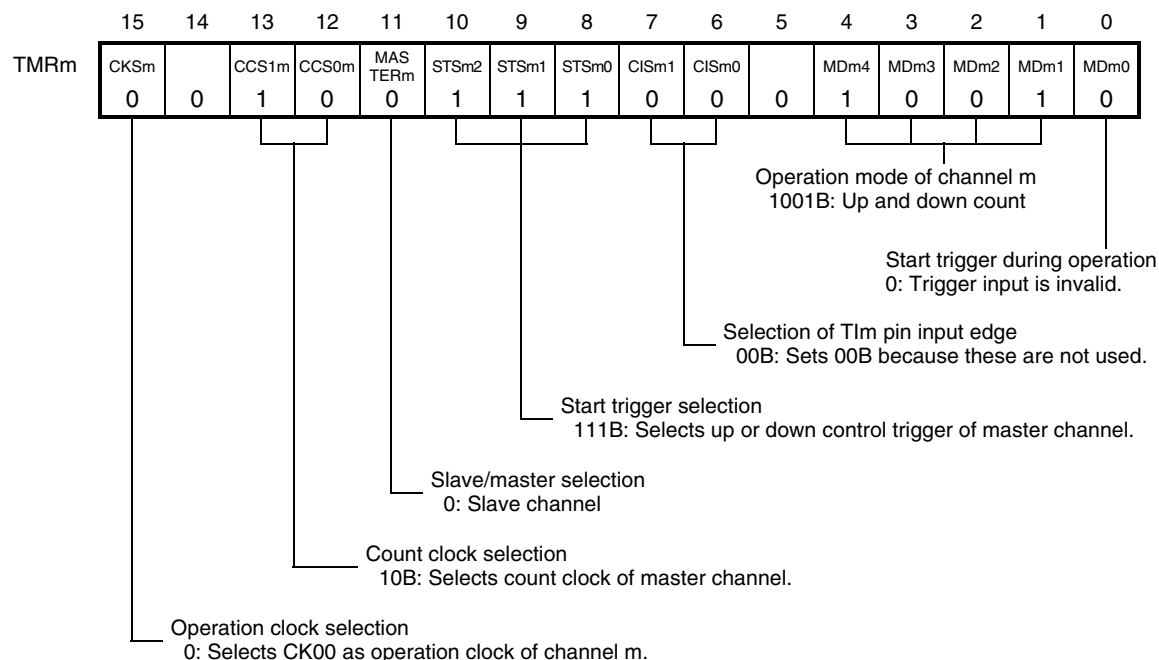 15 14 13 12 11 10 9 8 7 6 5 4 3 2 1 0
TMRm CKSm CCS1m CCS0m MAS TERm STSm2 STSm1 STSm0 CISm1 CISm0 MDm4 MDm3 MDm2 MDm1 MDm0
0 0 1 0 0 1 1 1 0 0 0 1 0 0 1 0
Operation mode of channel m
1001B: Up and down count
Start trigger during operation
0: Trigger input is invalid.
Selection of TIm pin input edge
00B: Sets 00B because these are not used.
Start trigger selection
111B: Selects up or down control trigger of master channel.
Slave/master selection
0: Slave channel
Count clock selection
10B: Selects count clock of master channel.
Operation clock selection
0: Selects CK00 as operation clock of channel m.